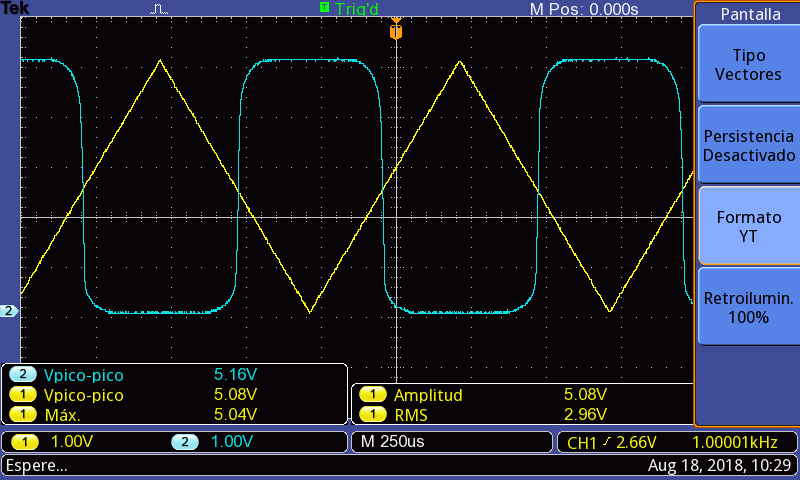 Tek
T Trig'd
M Pos: 0.000s
T
Pantalla
Tipo
Vectores
Persistencia
Desactivado
Formato
YT
Retroilumin.
100%
2
2 Vpico-pico 5.16V
1 Vpico-pico 5.08V
1 Máx. 5.04V
1 Amplitud 5.08V
1 RMS 2.96V
1 1.00V 2 1.00V
M 250us
CH1 2.66V 1.00001kHz
Espere...
Aug 18, 2018, 10:29